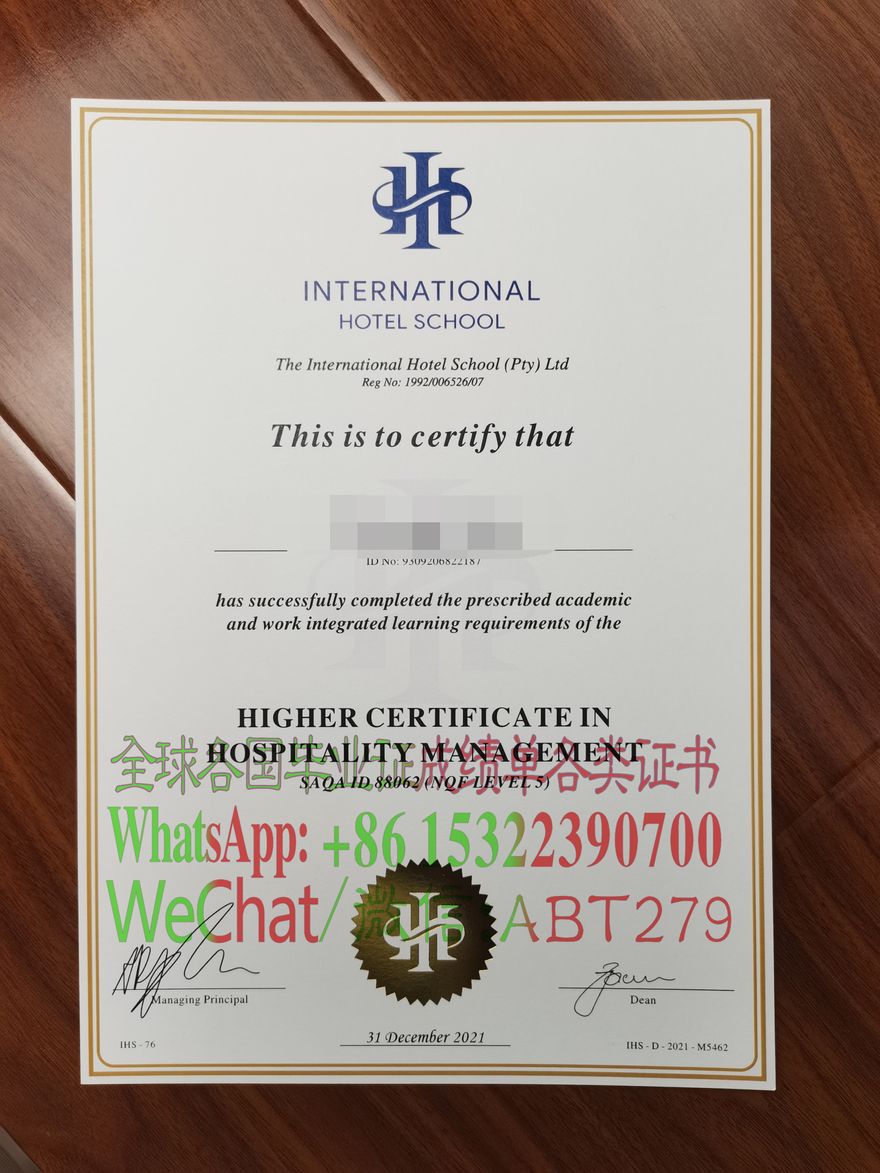 INTERNATIONAL
HOTEL SCHOOL
The International Hotel School (Pty) Ltd
Reg No: 1992/006526/07
This is to certify that
ID No: 9309206822187
has successfully completed the prescribed academic
and work integrated learning requirements of the
HIGHER CERTIFICATE IN
HOSPITALITY MANAGEMENT
全球各国毕业证成绩单各类证书
SAQA ID 88062 (NQF LEVEL 5)
WhatsApp: +86 15322390700
WeChat/微信:ABT279
Managing Principal
Dean
31 December 2021
IHS - 76
IHS - D - 2021 - M5462